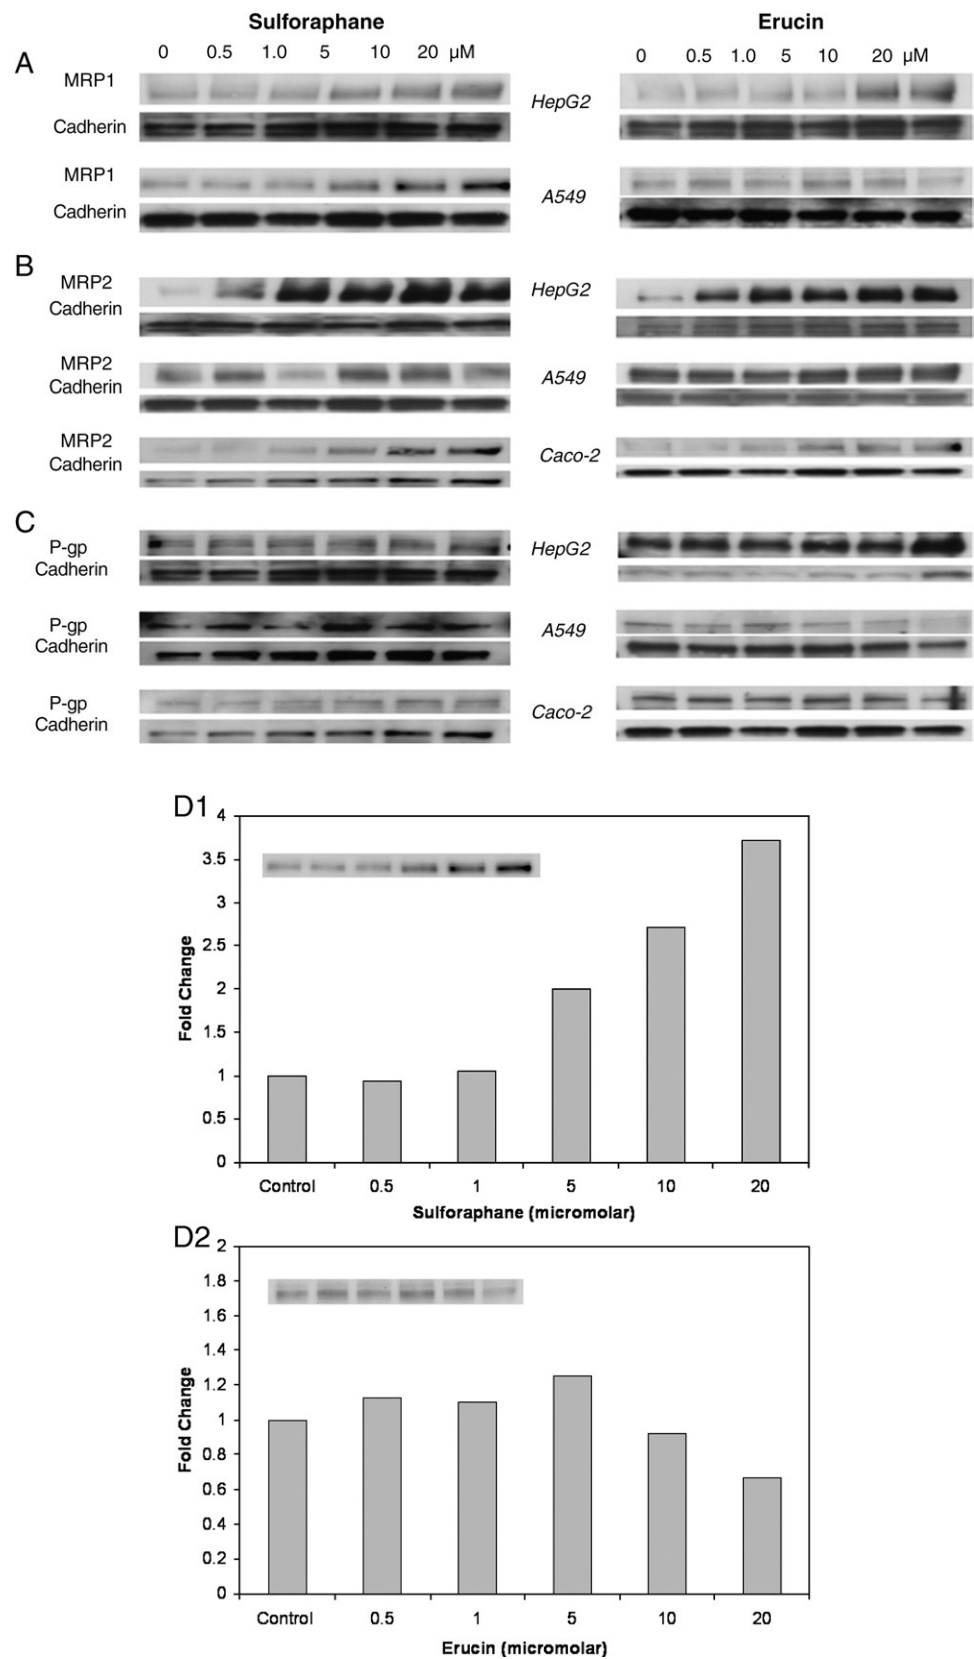 Sulforaphane Erucin
0 0.5 1.0 5 10 20 µM 0 0.5 1.0 5 10 20 µM
A
MRP1
HepG2
Cadherin
MRP1
A549
Cadherin
B
MRP2
HepG2
Cadherin
MRP2
A549
Cadherin
MRP2
Caco-2
Cadherin
C
P-gp
HepG2
Cadherin
P-gp
A549
Cadherin
P-gp
Caco-2
Cadherin
D1
4
3.5
3
2.5
2
1.5
1
0.5
0
Fold Change
Control 0.5 1 5 10 20
Sulforaphane (micromolar)
D2
2
1.8
1.6
1.4
1.2
1
0.8
0.6
0.4
0.2
0
Fold Change
Control 0.5 1 5 10 20
Erucin (micromolar)